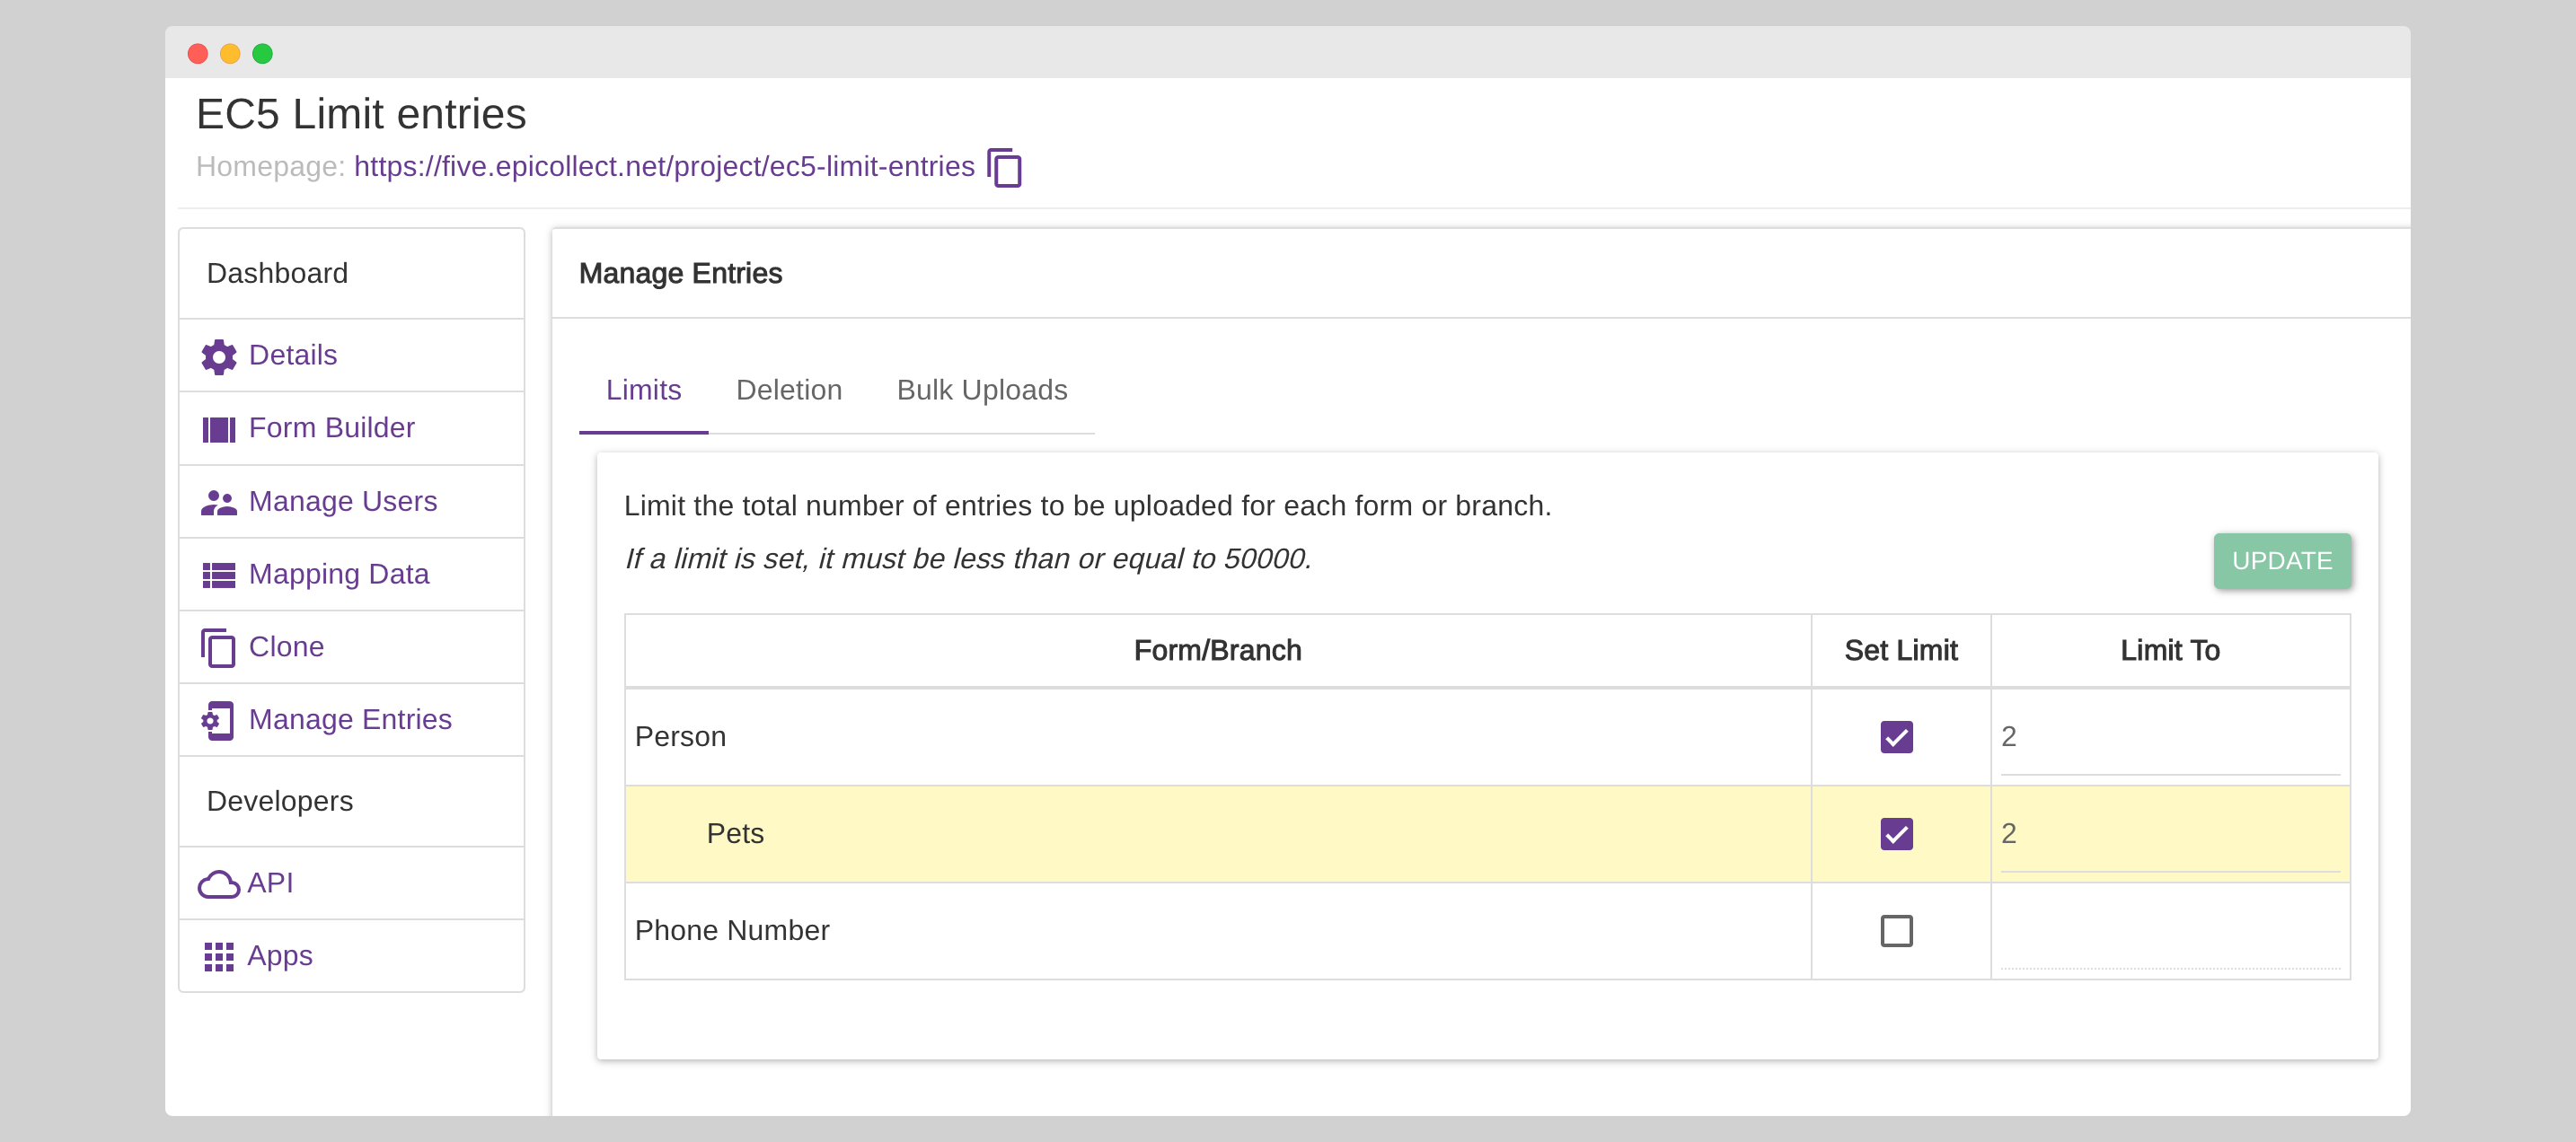 EC5 Limit entries
Homepage: https://five.epicollect.net/project/ec5-limit-entries
Dashboard
Details
Form Builder
Manage Users
Mapping Data
Clone
Manage Entries
Developers
API
Apps
Manage Entries
Limits Deletion Bulk Uploads
Limit the total number of entries to be uploaded for each form or branch.
If a limit is set, it must be less than or equal to 50000.
UPDATE
Form/Branch Set Limit Limit To
Person 2
Pets 2
Phone Number